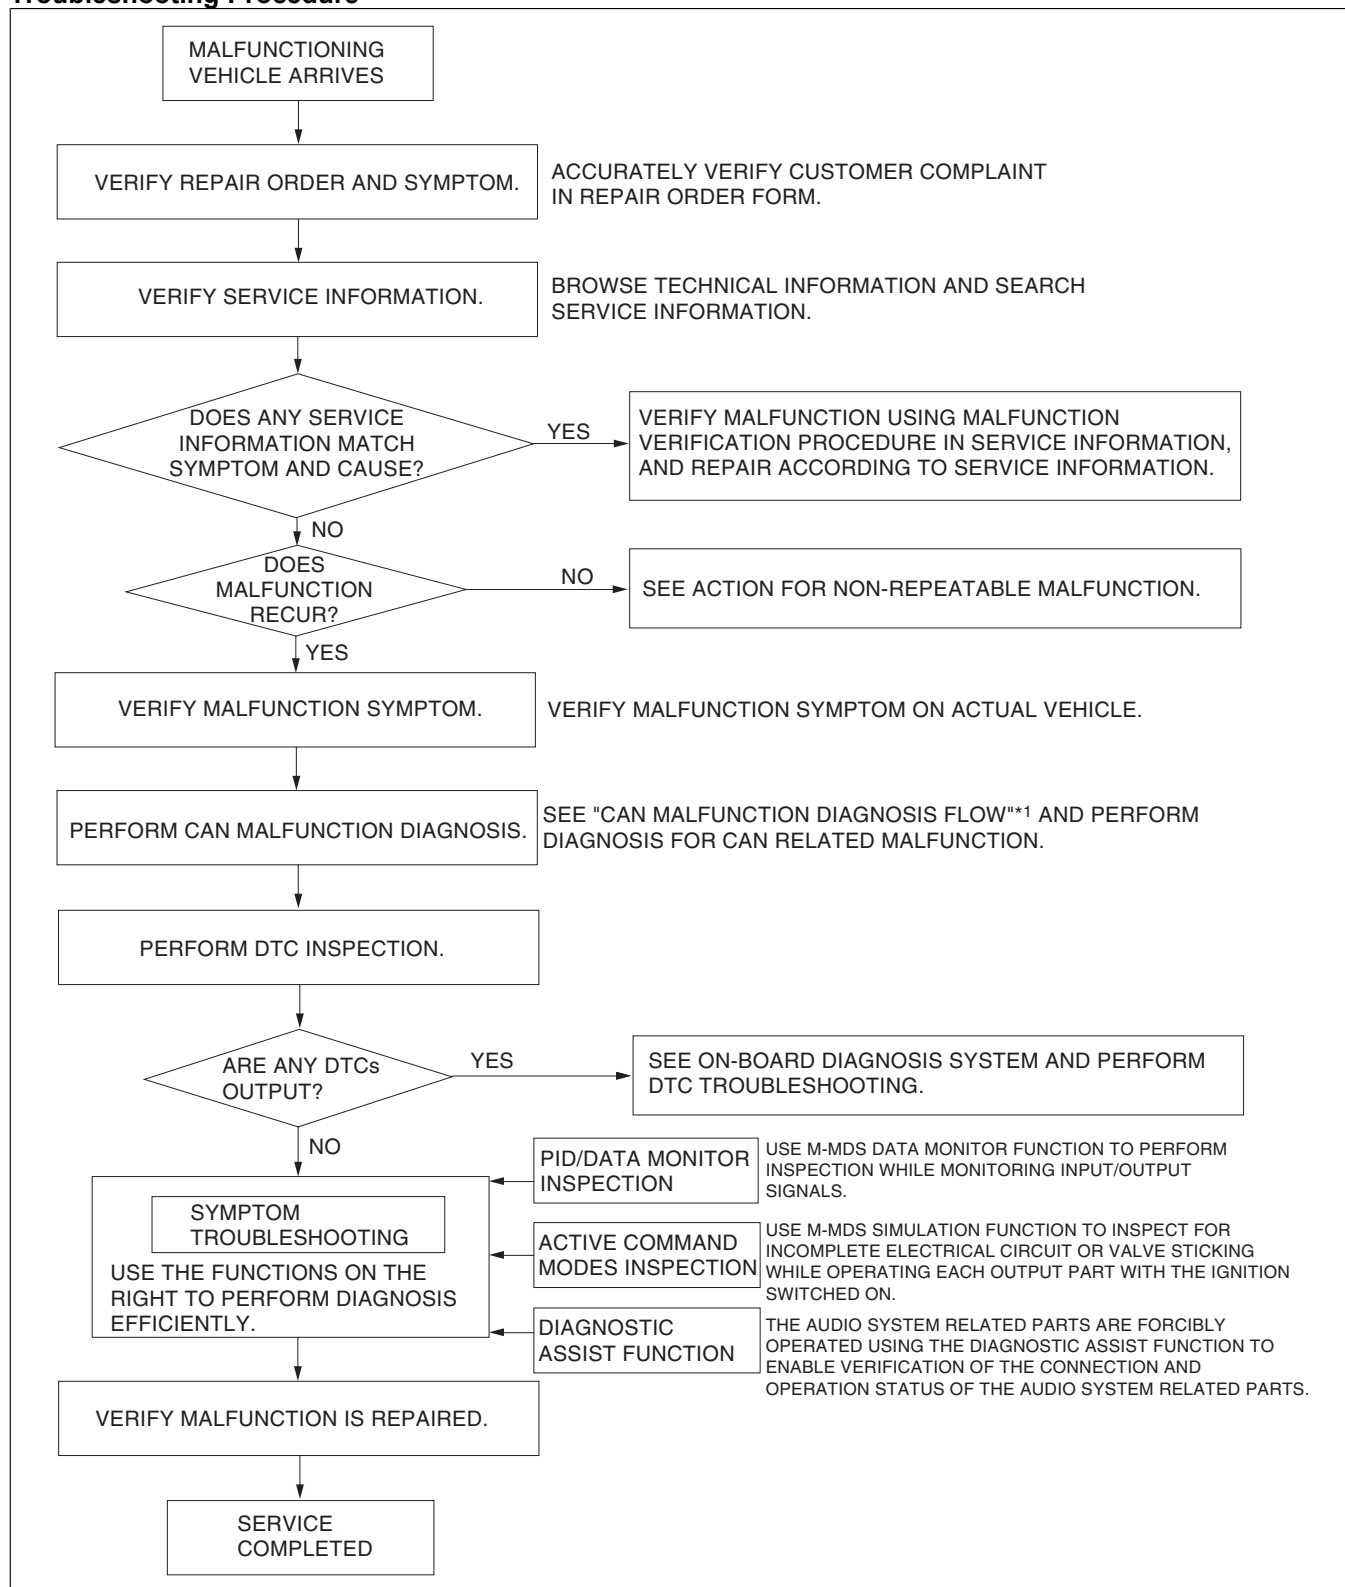 Troubleshooting Procedure
MALFUNCTIONING
VEHICLE ARRIVES
VERIFY REPAIR ORDER AND SYMPTOM.
ACCURATELY VERIFY CUSTOMER COMPLAINT
IN REPAIR ORDER FORM.
VERIFY SERVICE INFORMATION.
BROWSE TECHNICAL INFORMATION AND SEARCH
SERVICE INFORMATION.
DOES ANY SERVICE
INFORMATION MATCH
SYMPTOM AND CAUSE?
YES
VERIFY MALFUNCTION USING MALFUNCTION
VERIFICATION PROCEDURE IN SERVICE INFORMATION,
AND REPAIR ACCORDING TO SERVICE INFORMATION.
NO
DOES
MALFUNCTION
RECUR?
NO
SEE ACTION FOR NON-REPEATABLE MALFUNCTION.
YES
VERIFY MALFUNCTION SYMPTOM.
VERIFY MALFUNCTION SYMPTOM ON ACTUAL VEHICLE.
PERFORM CAN MALFUNCTION DIAGNOSIS.
SEE "CAN MALFUNCTION DIAGNOSIS FLOW"*1 AND PERFORM
DIAGNOSIS FOR CAN RELATED MALFUNCTION.
PERFORM DTC INSPECTION.
ARE ANY DTCs
OUTPUT?
YES
SEE ON-BOARD DIAGNOSIS SYSTEM AND PERFORM
DTC TROUBLESHOOTING.
NO
SYMPTOM
TROUBLESHOOTING
USE THE FUNCTIONS ON THE
RIGHT TO PERFORM DIAGNOSIS
EFFICIENTLY.
PID/DATA MONITOR
INSPECTION
USE M-MDS DATA MONITOR FUNCTION TO PERFORM
INSPECTION WHILE MONITORING INPUT/OUTPUT
SIGNALS.
ACTIVE COMMAND
MODES INSPECTION
USE M-MDS SIMULATION FUNCTION TO INSPECT FOR
INCOMPLETE ELECTRICAL CIRCUIT OR VALVE STICKING
WHILE OPERATING EACH OUTPUT PART WITH THE IGNITION
SWITCHED ON.
DIAGNOSTIC
ASSIST FUNCTION
THE AUDIO SYSTEM RELATED PARTS ARE FORCIBLY
OPERATED USING THE DIAGNOSTIC ASSIST FUNCTION TO
ENABLE VERIFICATION OF THE CONNECTION AND
OPERATION STATUS OF THE AUDIO SYSTEM RELATED PARTS.
VERIFY MALFUNCTION IS REPAIRED.
SERVICE
COMPLETED